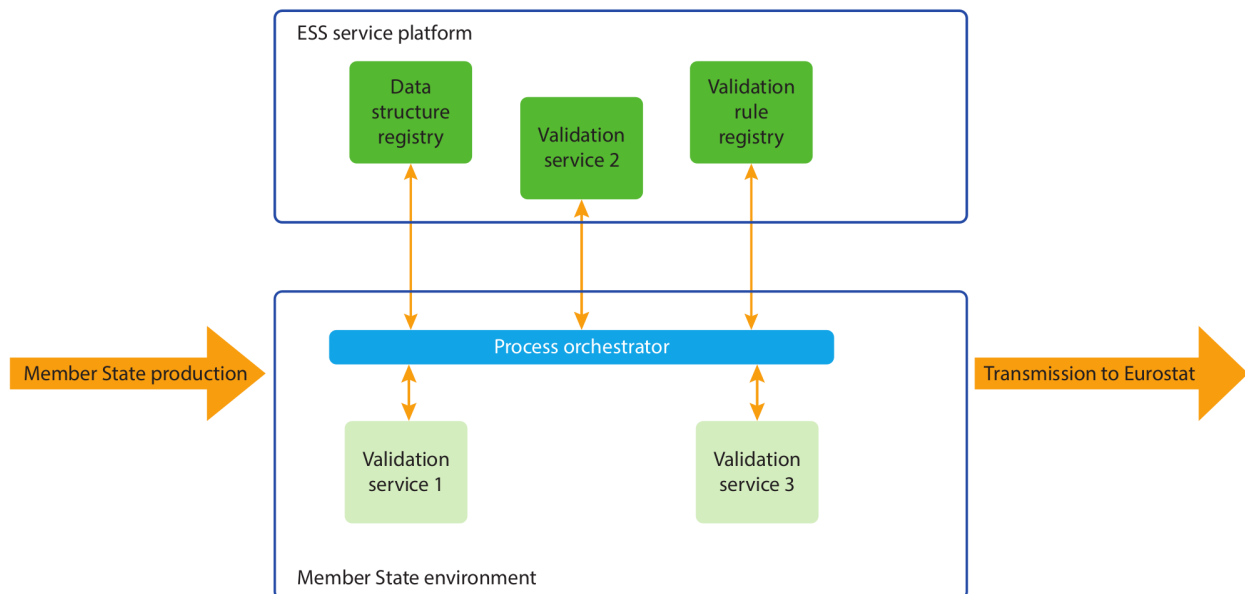 ESS service platform
Data
structure
registry
Validation
service 2
Validation
rule
registry
Process orchestrator
Member State production
Transmission to Eurostat
Validation
service 1
Validation
service 3
Member State environment